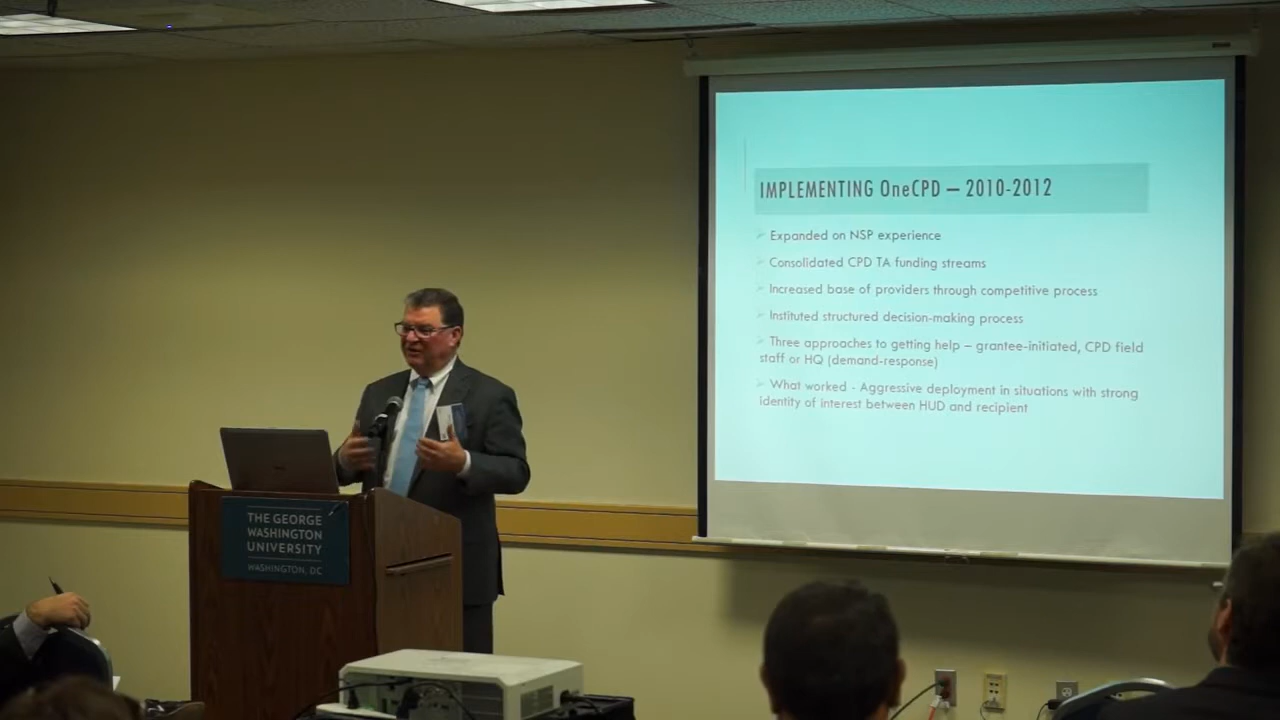 IMPLEMENTING OneCPD – 2010-2012
Expanded on NSP experience
Consolidated CPD TA funding streams
Increased base of providers through competitive process
Instituted structured decision-making process
Three approaches to getting help – grantee-initiated, CPD field
staff or HQ (demand-response)
What worked - Aggressive deployment in situations with strong
identity of interest between HUD and recipient
THE GEORGE
WASHINGTON
UNIVERSITY
WASHINGTON, DC